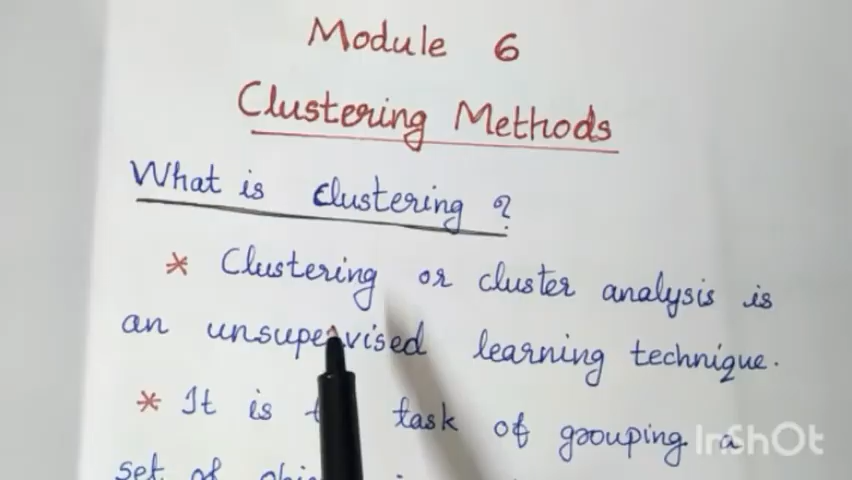 Module 6
Clustering Methods
What is clustering ?
* Clustering or cluster analysis is
an unsupervised learning technique.
* It is task of grouping a
set of
InShOt